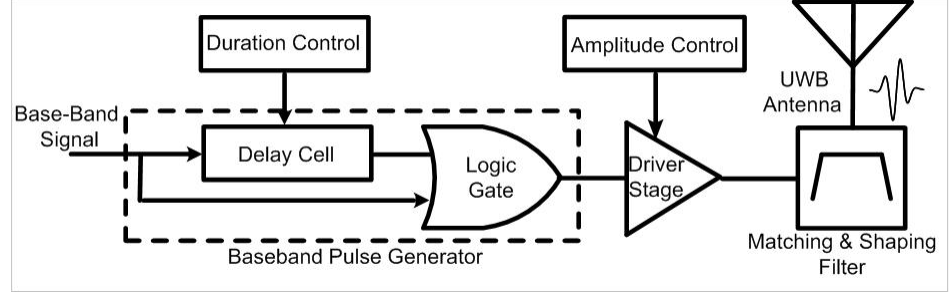 Duration Control
Amplitude Control
UWB
Antenna
Base-Band
Signal
Delay Cell
Logic
Gate
Driver
Stage
Baseband Pulse Generator
Matching & Shaping
Filter